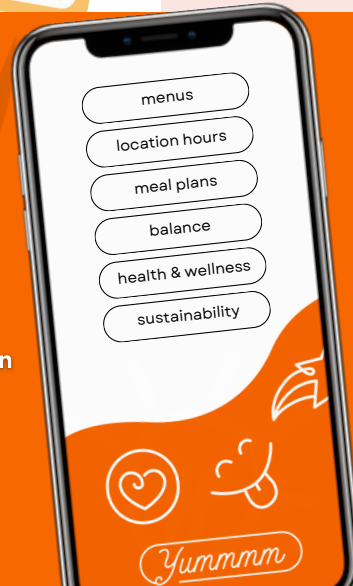 menus
location hours
meal plans
balance
health & wellness
sustainability
n
Yummmm